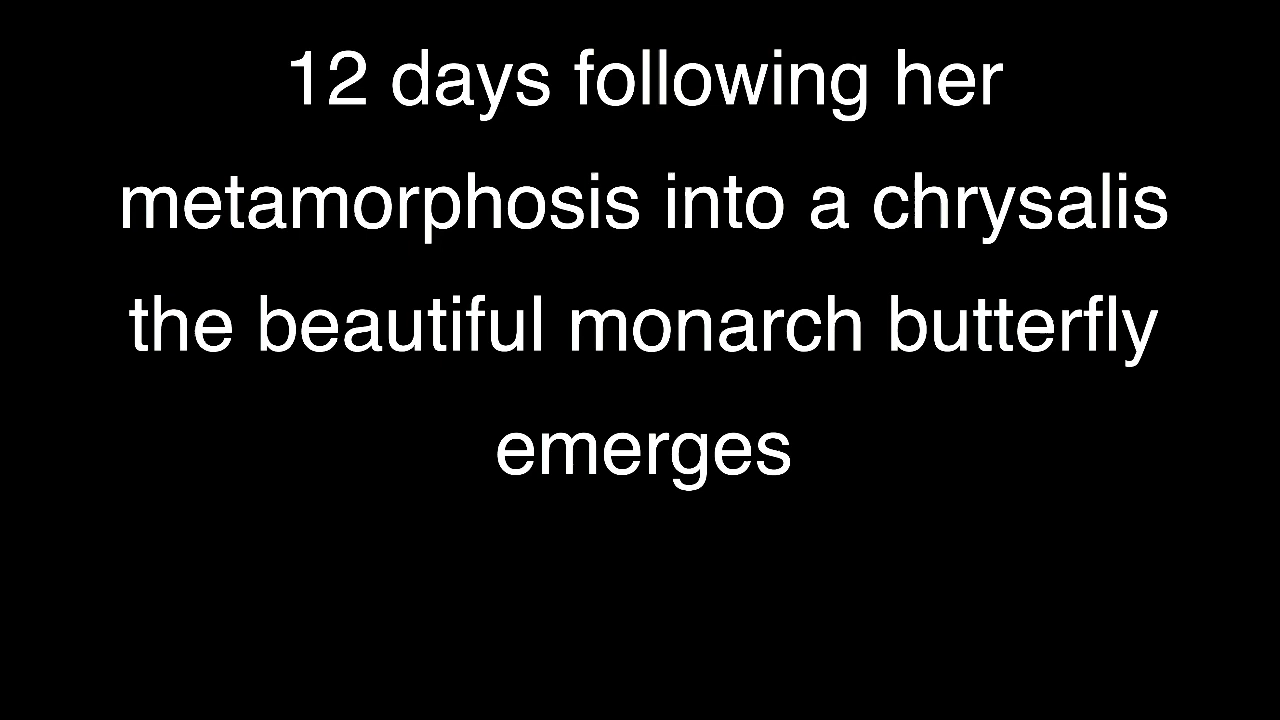 12 days following her
metamorphosis into a chrysalis
the beautiful monarch butterfly
emerges